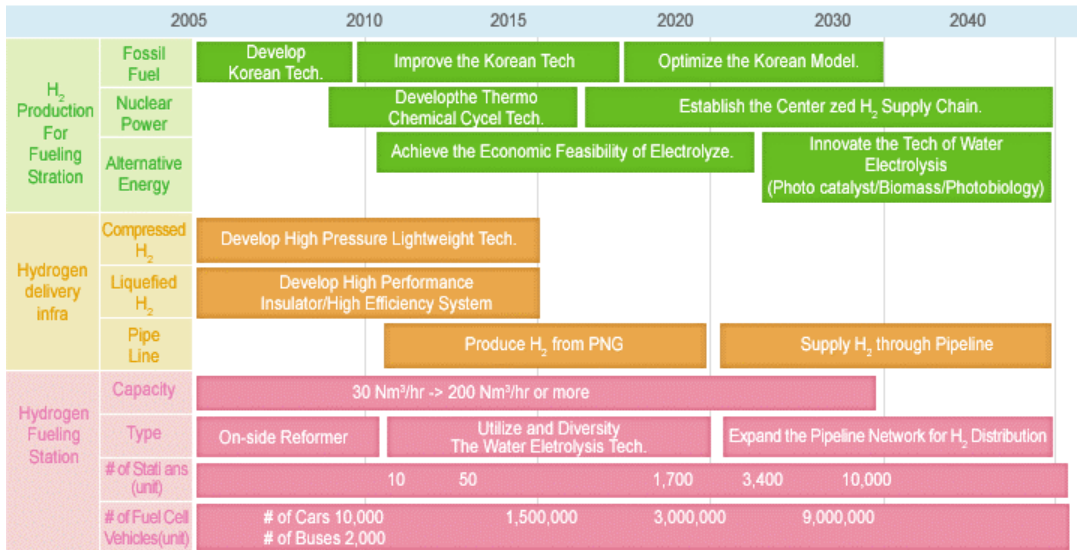 2005 2010 2015 2020 2030 2040
H₂
Production
For
Fueling
Stration
Fossil
Fuel
Develop
Korean Tech.
Improve the Korean Tech
Optimize the Korean Model.
Nuclear
Power
Developthe Thermo
Chemical Cycel Tech.
Establish the Center zed H₂ Supply Chain.
Alternative
Energy
Achieve the Economic Feasibility of Electrolyze.
Innovate the Tech of Water
Electrolysis
(Photo catalyst/Biomass/Photobiology)
Hydrogen
delivery
infra
Compressed
H₂
Develop High Pressure Lightweight Tech.
Liquefied
H₂
Develop High Performance
Insulator/High Efficiency System
Pipe
Line
Produce H₂ from PNG
Supply H₂ through Pipeline
Hydrogen
Fueling
Station
Capacity
30 Nm³/hr -> 200 Nm³/hr or more
Type
On-side Reformer
Utilize and Diversity
The Water Eletrolysis Tech.
Expand the Pipeline Network for H₂ Distribution
# of Stati ans
(unit)
10 50 1,700 3,400 10,000
# of Fuel Cell
Vehicles(unit)
# of Cars 10,000 1,500,000 3,000,000 9,000,000
# of Buses 2,000